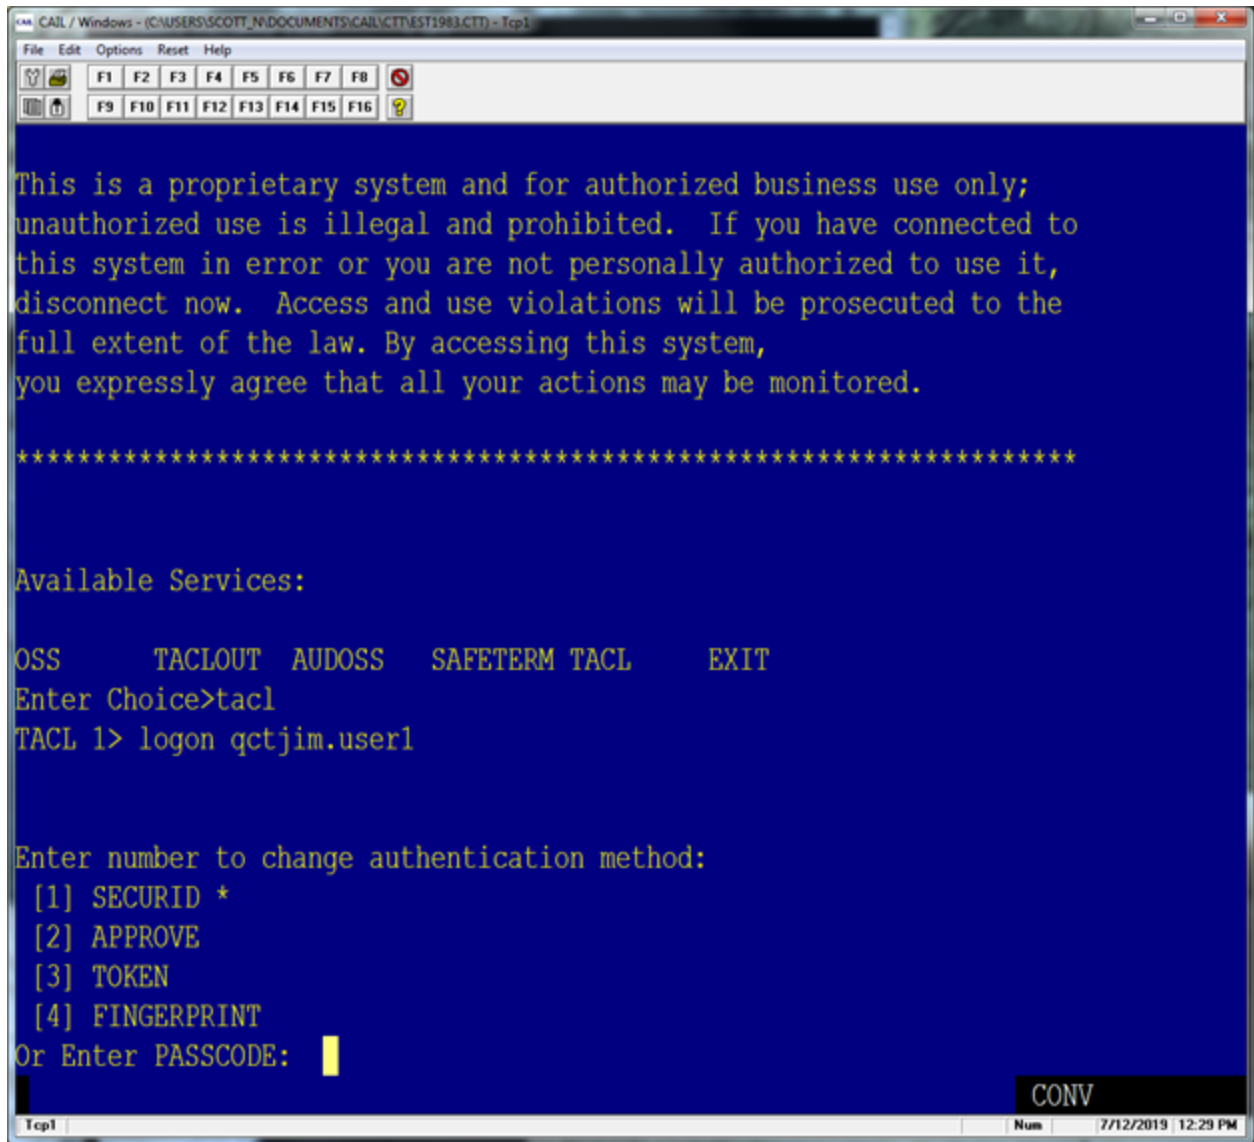 CAIL / Windows - (C:\USERS\SCOTT_N\DOCUMENTS\CAIL\CTT\EST1983.CTT) - Tcp1
File Edit Options Reset Help
F1 F2 F3 F4 F5 F6 F7 F8
F9 F10 F11 F12 F13 F14 F15 F16 ?
This is a proprietary system and for authorized business use only;
unauthorized use is illegal and prohibited.  If you have connected to
this system in error or you are not personally authorized to use it,
disconnect now.  Access and use violations will be prosecuted to the
full extent of the law. By accessing this system,
you expressly agree that all your actions may be monitored.
*********************************************************************
Available Services:
OSS      TACLOUT  AUDOSS   SAFETERM TACL     EXIT
Enter Choice>tacl
TACL 1> logon qctjim.user1
Enter number to change authentication method:
[1] SECURID *
[2] APPROVE
[3] TOKEN
[4] FINGERPRINT
Or Enter PASSCODE:
CONV
Tcp1 Num 7/12/2019 12:29 PM